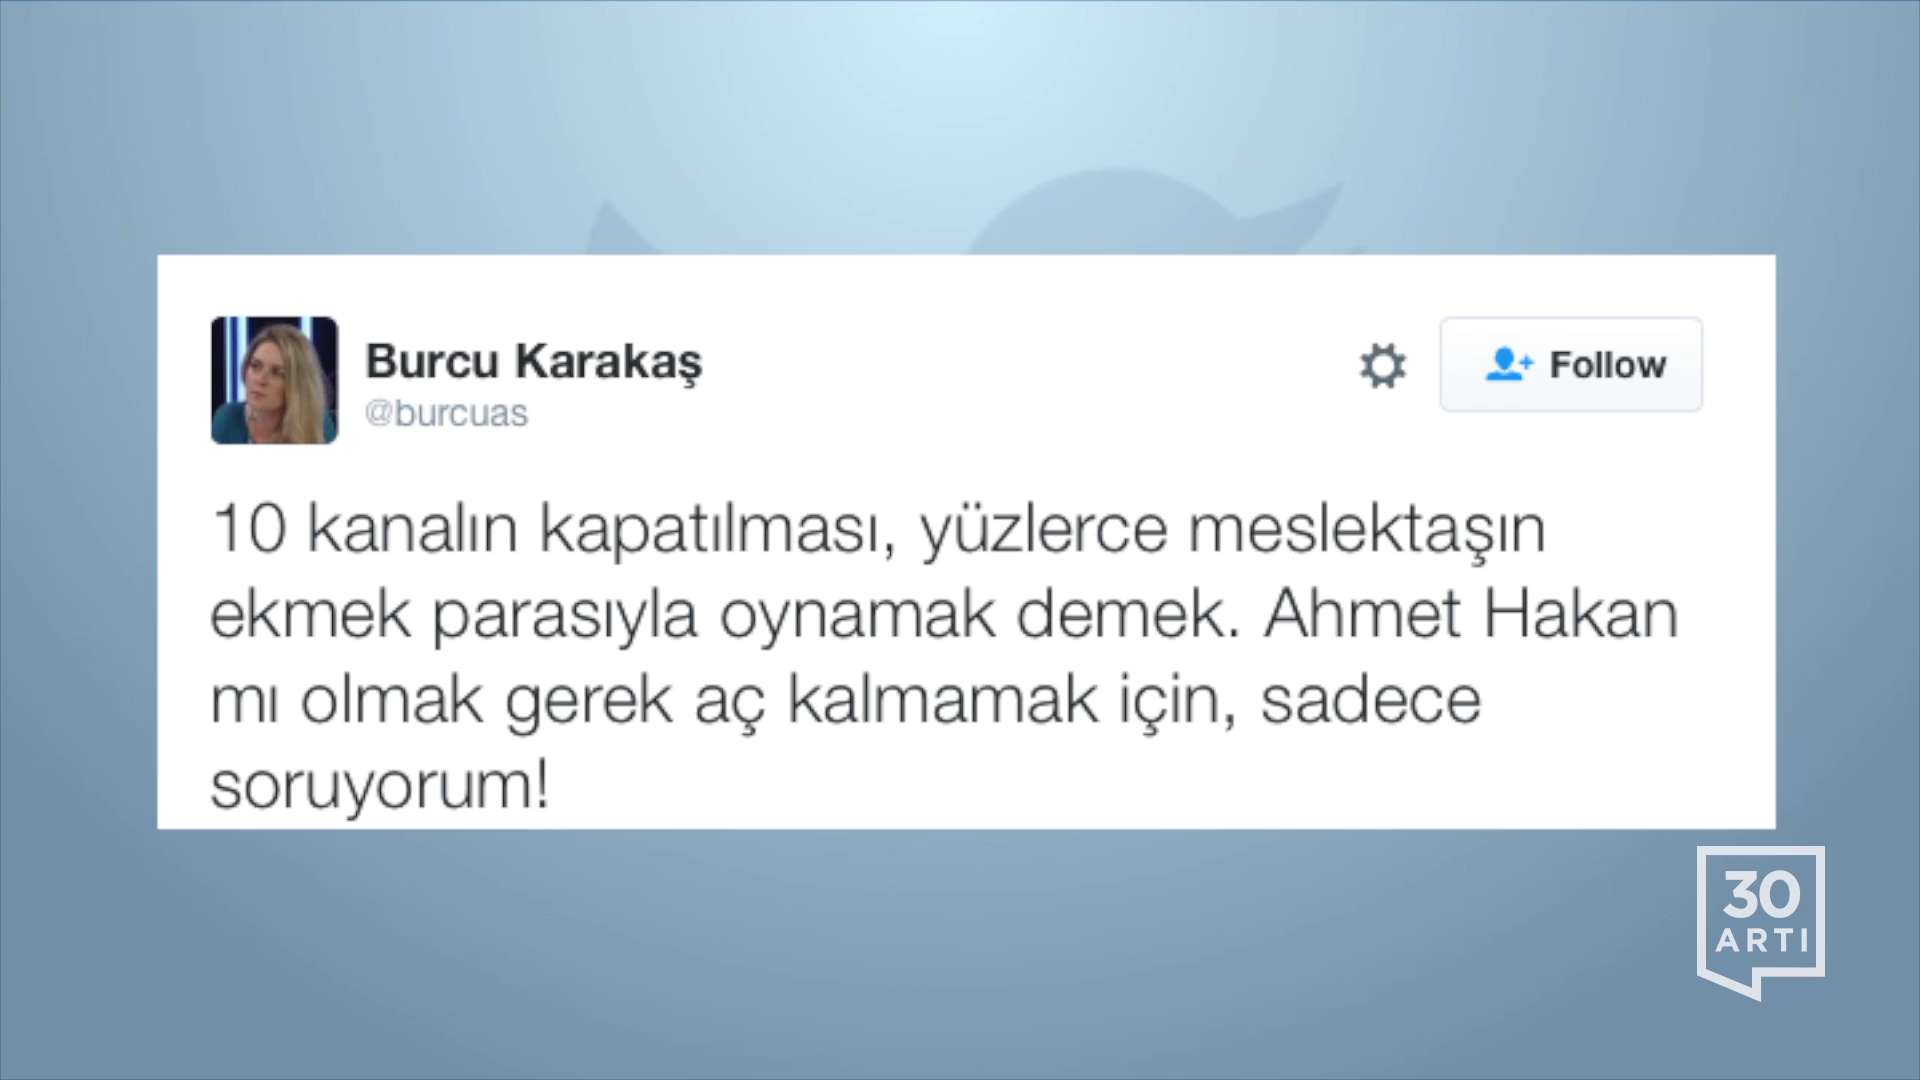 Burcu Karakaş
@burcuas
Follow
10 kanalın kapatılması, yüzlerce meslektaşın
ekmek parasıyla oynamak demek. Ahmet Hakan
mı olmak gerek aç kalmamak için, sadece
soruyorum!
30
ARTI